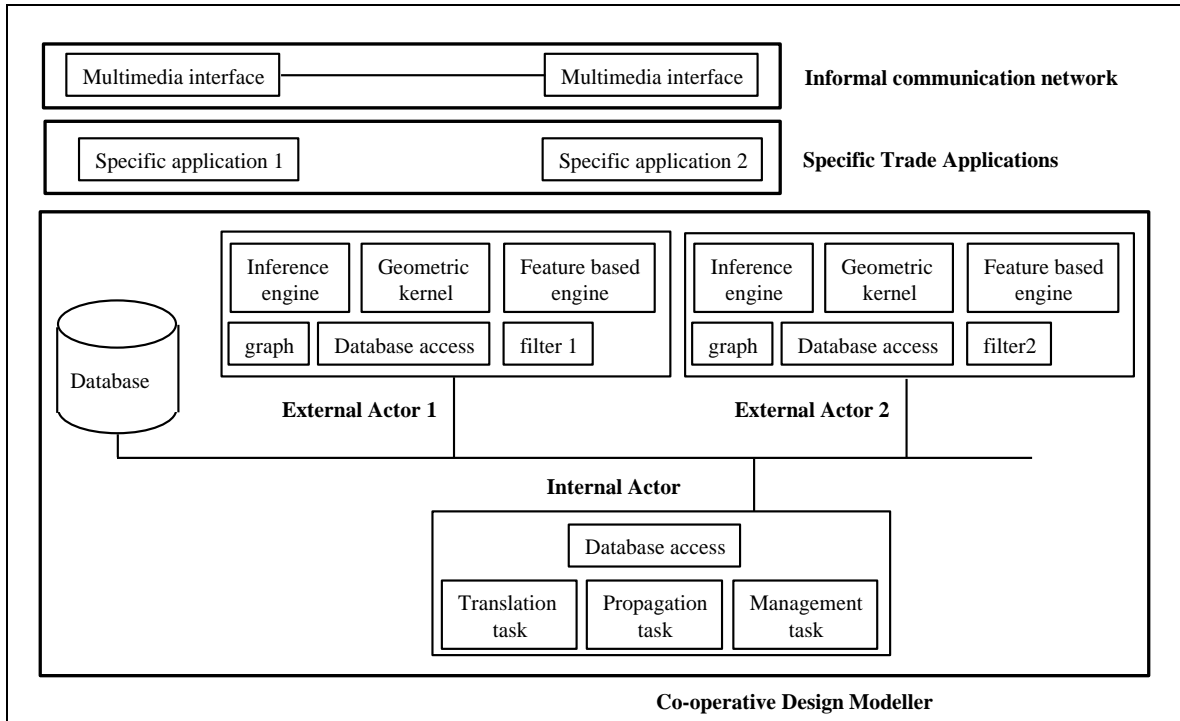 Multimedia interface
Multimedia interface
Informal communication network
Specific application 1
Specific application 2
Specific Trade Applications
Inference
engine
Geometric
kernel
Feature based
engine
graph
Database access
filter 1
Inference
engine
Geometric
kernel
Feature based
engine
graph
Database access
filter2
Database
External Actor 1
External Actor 2
Internal Actor
Database access
Translation
task
Propagation
task
Management
task
Co-operative Design Modeller